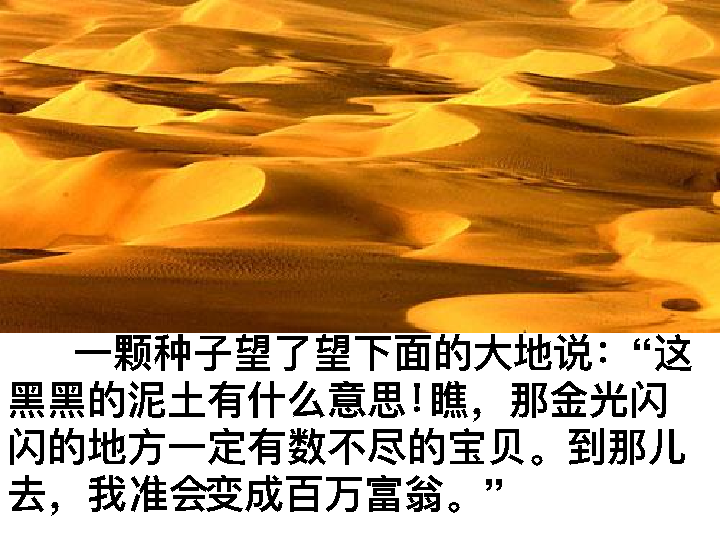 一颗种子望了望下面的大地说：“这
黑黑的泥土有什么意思！瞧，那金光闪
闪的地方一定有数不尽的宝贝。到那儿
去，我准会变成百万富翁。”